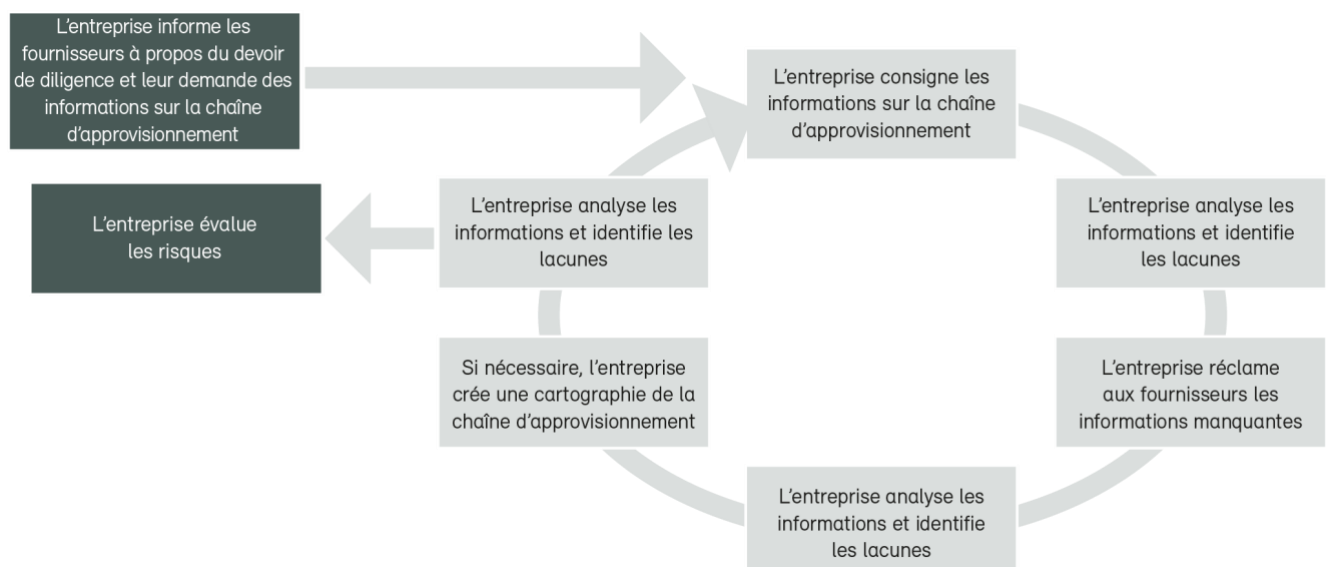 L’entreprise informe les
fournisseurs à propos du devoir
de diligence et leur demande des
informations sur la chaîne
d’approvisionnement
L’entreprise consigne les
informations sur la chaîne
d’approvisionnement
L’entreprise évalue
les risques
L’entreprise analyse les
informations et identifie les
lacunes
L’entreprise analyse les
informations et identifie
les lacunes
Si nécessaire, l’entreprise
crée une cartographie de la
chaîne d’approvisionnement
L’entreprise réclame
aux fournisseurs les
informations manquantes
L’entreprise analyse les
informations et identifie
les lacunes